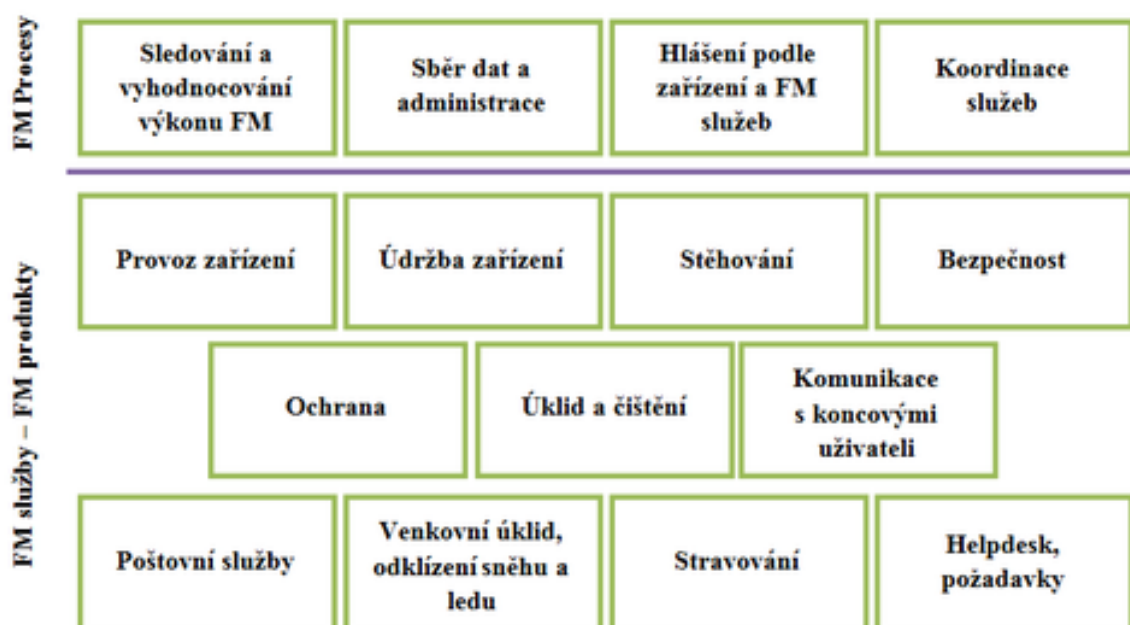 FM Procesy
Sledování a
vyhodnocování
výkonu FM
Sběr dat a
administrace
Hlášení podle
zařízení a FM
služeb
Koordinace
služeb
FM služby – FM produkty
Provoz zařízení
Údržba zařízení
Stěhování
Bezpečnost
Ochrana
Úklid a čištění
Komunikace
s koncovými
uživateli
Poštovní služby
Venkovní úklid,
odklízení sněhu a
ledu
Stravování
Helpdesk,
požadavky